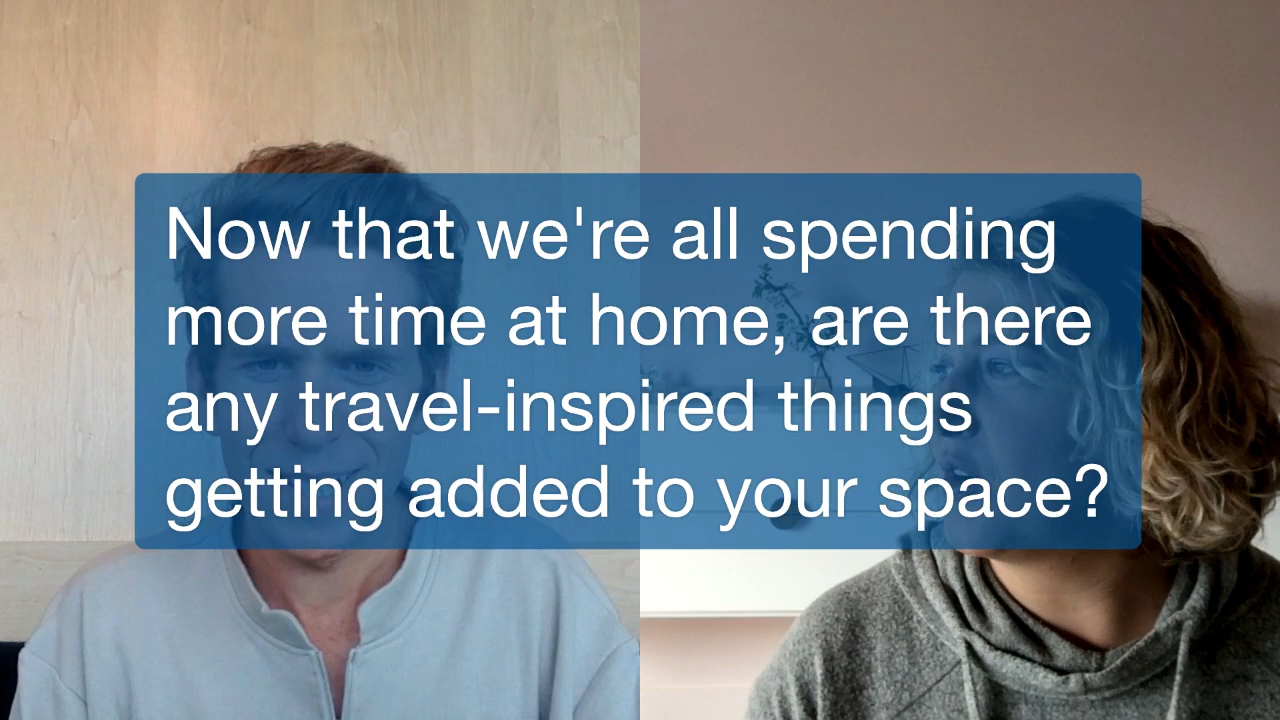 Now that we're all spending
more time at home, are there
any travel-inspired things
getting added to your space?